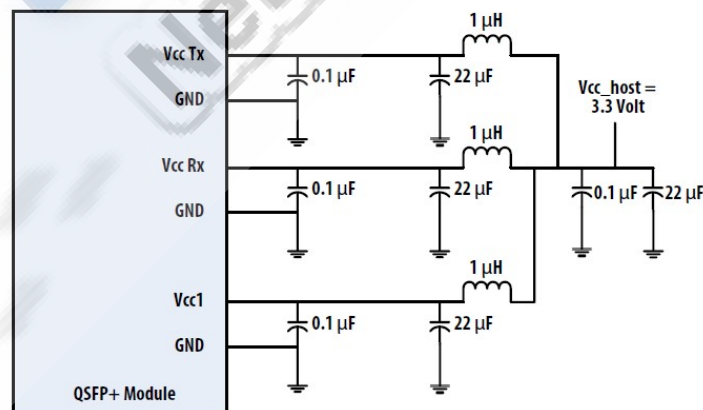 1 µH
Vcc Tx
0.1 µF
22 µF
Vcc_host =
3.3 Volt
GND
1 µH
Vcc Rx
0.1 µF
22 µF
0.1 µF
22 µF
GND
1 µH
Vcc1
0.1 µF
22 µF
GND
QSFP+ Module